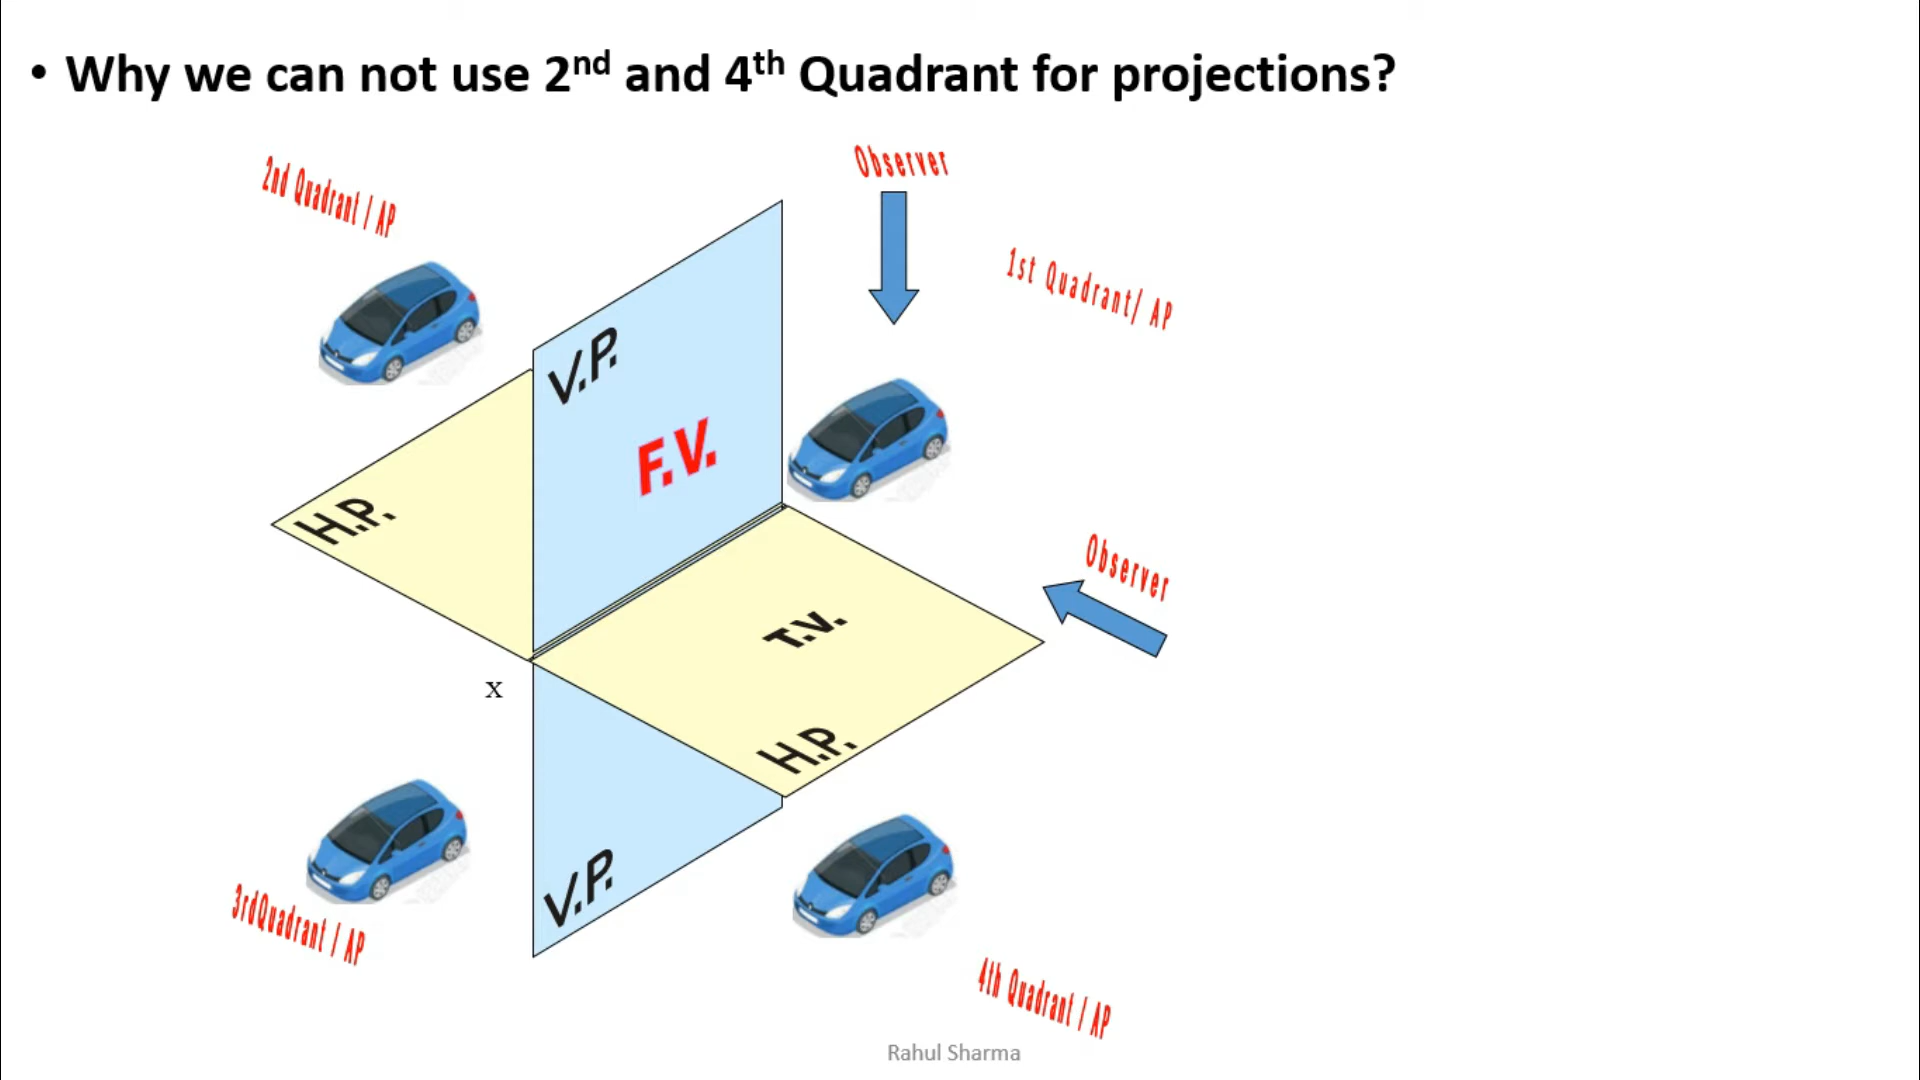 • Why we can not use 2nd and 4th Quadrant for projections?
2nd Quadrant / AP
Observer
1st Quadrant/ AP
V.P.
F.V.
H.P.
Observer
T.V.
x
H.P.
V.P.
3rdQuadrant / AP
4th Quadrant / AP
Rahul Sharma